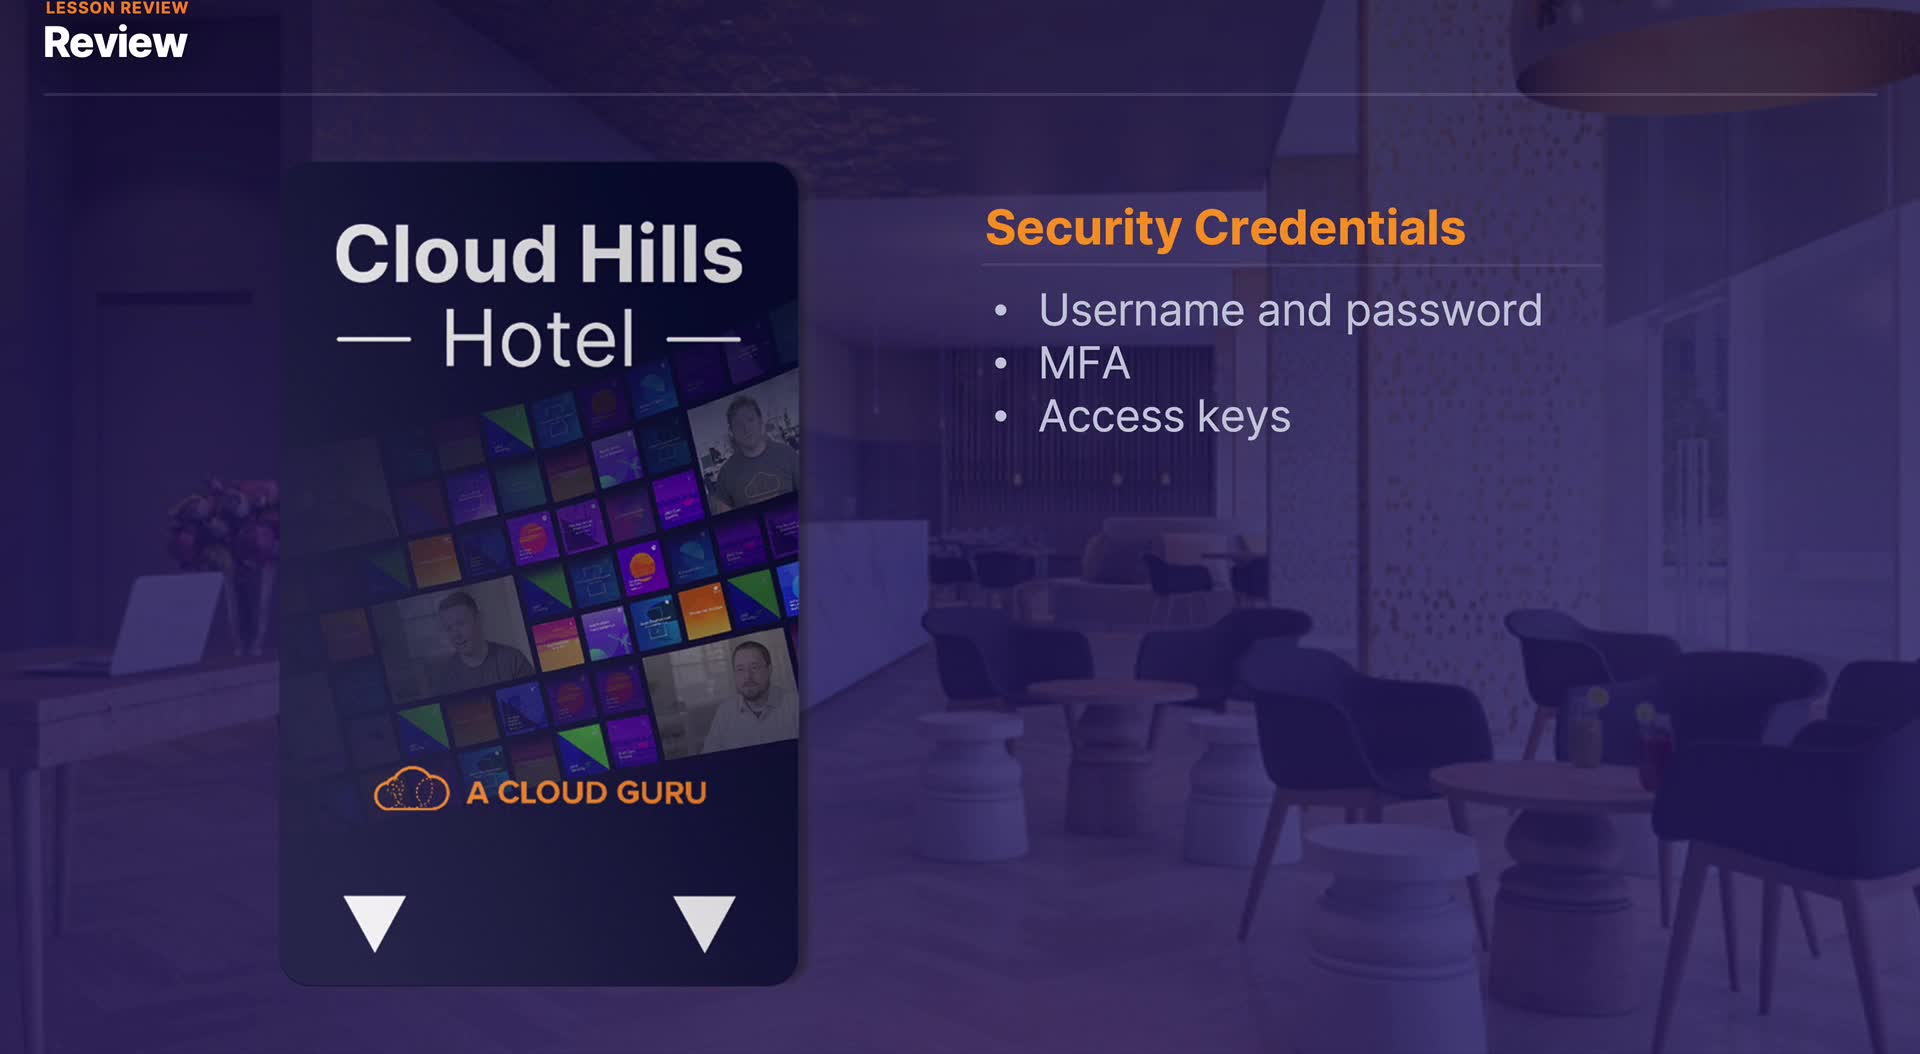 LESSON REVIEW
Review
Cloud Hills
Hotel
A CLOUD GURU
Security Credentials
• Username and password
• MFA
• Access keys